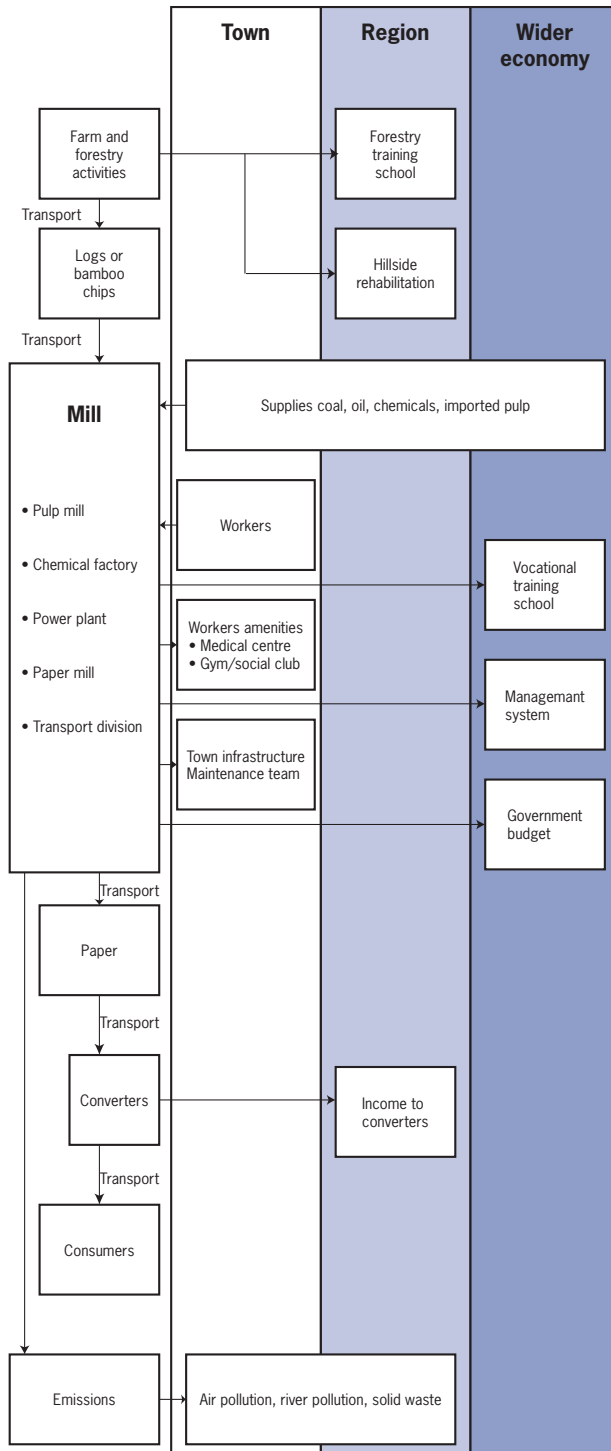 Town
Region
Wider
economy
Farm and
forestry
activities
Forestry
training
school
Transport
Logs or
bamboo
chips
Hillside
rehabilitation
Transport
Mill
Supplies coal, oil, chemicals, imported pulp
• Pulp mill
Workers
• Chemical factory
Vocational
training
school
• Power plant
Workers amenities
• Medical centre
• Gym/social club
• Paper mill
Managemant
system
• Transport division
Town infrastructure
Maintenance team
Government
budget
Transport
Paper
Transport
Converters
Income to
converters
Transport
Consumers
Emissions
Air pollution, river pollution, solid waste